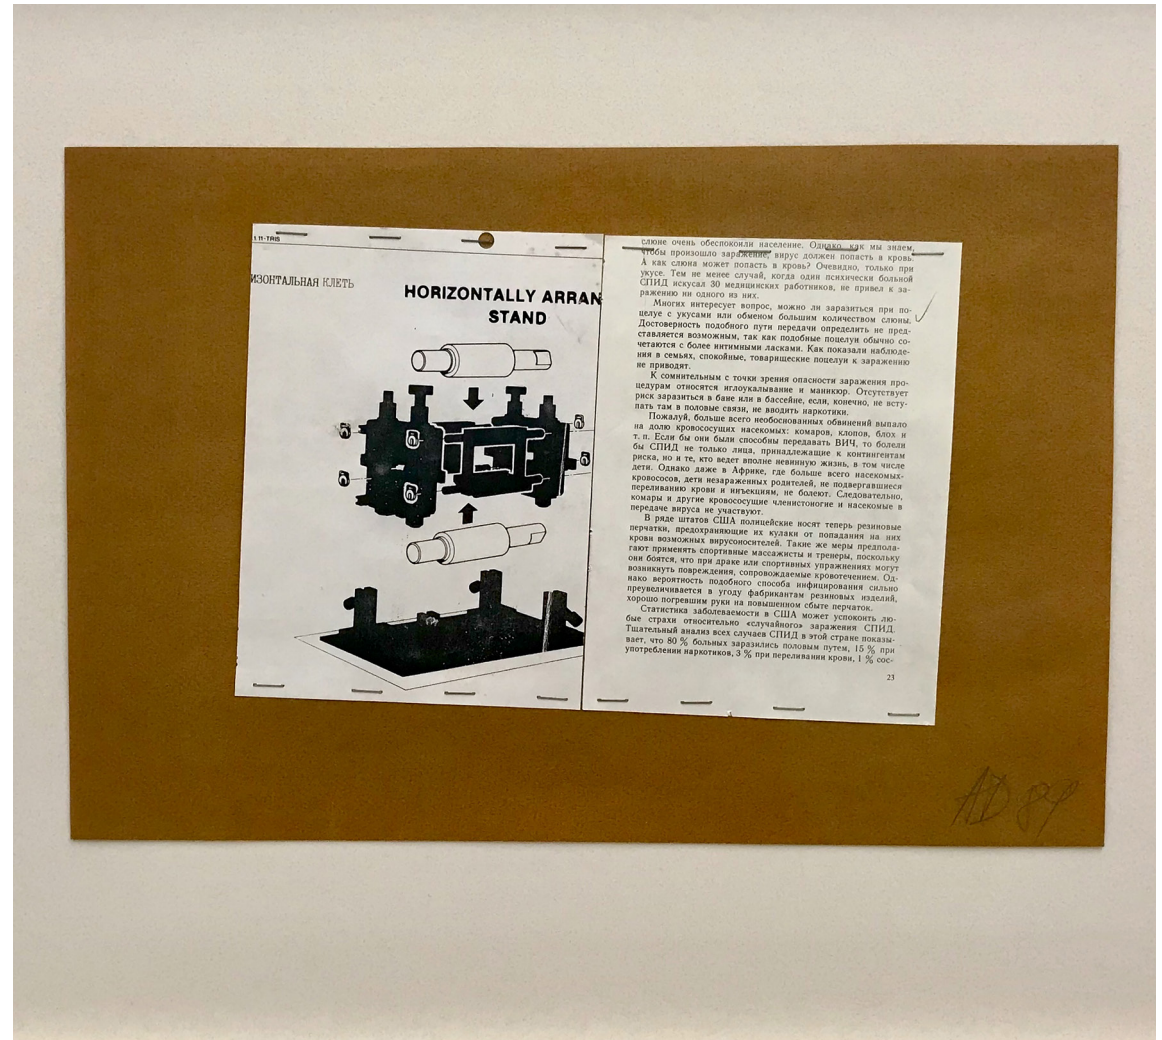 1.11-TRIS
ИЗОНТАЛЬНАЯ КЛЕТЬ
HORIZONTALLY ARRAN
STAND
слюне очень обеспокоили население. Однако, как мы знаем,
чтобы произошло заражение, вирус должен попасть в кровь.
А как слюна может попасть в кровь? Очевидно, только при
укусе. Тем не менее случай, когда один психически больной
СПИД искусал 30 медицинских работников, не привел к за-
ражению ни одного из них.
Многих интересует вопрос, можно ли заразиться при по-
целуе с укусами или обменом большим количеством слюны.
Достоверность подобного пути передачи определить не пред-
ставляется возможным, так как подобные поцелуи обычно со-
четаются с более интимными ласками. Как показали наблюде-
ния в семьях, спокойные, товарищеские поцелуи к заражению
не приводят.
К сомнительным с точки зрения опасности заражения про-
цедурам относятся иглоукалывание и маникюр. Отсутствует
риск заразиться в бане или в бассейне, если, конечно, не всту-
пать там в половые связи, не вводить наркотики.
Пожалуй, больше всего необоснованных обвинений выпало
на долю кровососущих насекомых: комаров, клопов, блох и
т. п. Если бы они были способны передавать ВИЧ, то болели
бы СПИД не только лица, принадлежащие к контингентам
риска, но и те, кто ведет вполне невинную жизнь, в том числе
дети. Однако даже в Африке, где больше всего насекомых-
кровососов, дети незараженных родителей, не подвергавшиеся
переливанию крови и инъекциям, не болеют. Следовательно,
комары и другие кровососущие членистоногие и насекомые в
передаче вируса не участвуют.
В ряде штатов США полицейские носят теперь резиновые
перчатки, предохраняющие их кулаки от попадания на них
крови возможных вирусоносителей. Такие же меры предпола-
гают применять спортивные массажисты и тренеры, поскольку
они боятся, что при драке или спортивных упражнениях могут
возникнуть повреждения, сопровождаемые кровотечением. Од-
нако вероятность подобного способа инфицирования сильно
преувеличивается в угоду фабрикантам резиновых изделий,
хорошо погревшим руки на повышенном сбыте перчаток.
Статистика заболеваемости в США может успокоить лю-
бые страхи относительно «случайного» заражения СПИД.
Тщательный анализ всех случаев СПИД в этой стране показы-
вает, что 80 % больных заразились половым путем, 15 % при
употреблении наркотиков, 3 % при переливании крови, 1 % сос-
23